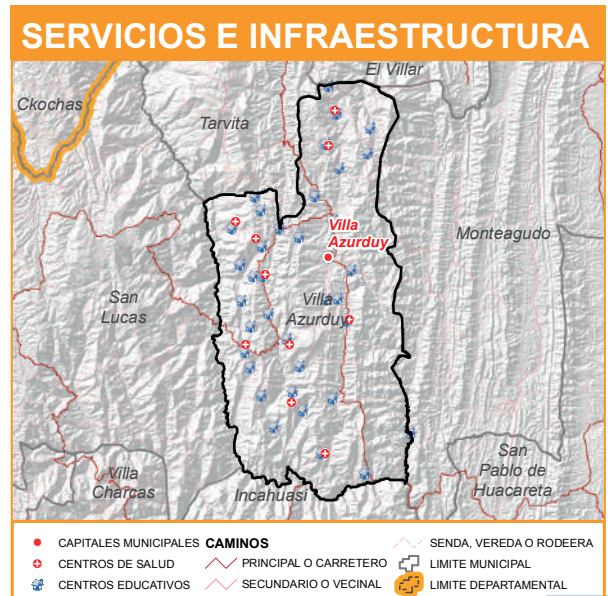 SERVICIOS E INFRAESTRUCTURA
El Villar
Ckochas
Tarvita
Villa
Azurduy
Monteagudo
San
Lucas
Villa
Azurduy
San
Pablo de
Huacareta
Villa
Charcas
Incahuasi
CAPITALES MUNICIPALES
CENTROS DE SALUD
CENTROS EDUCATIVOS
CAMINOS
PRINCIPAL O CARRETERO
SECUNDARIO O VECINAL
SENDA, VEREDA O RODEERA
LIMITE MUNICIPAL
LIMITE DEPARTAMENTAL